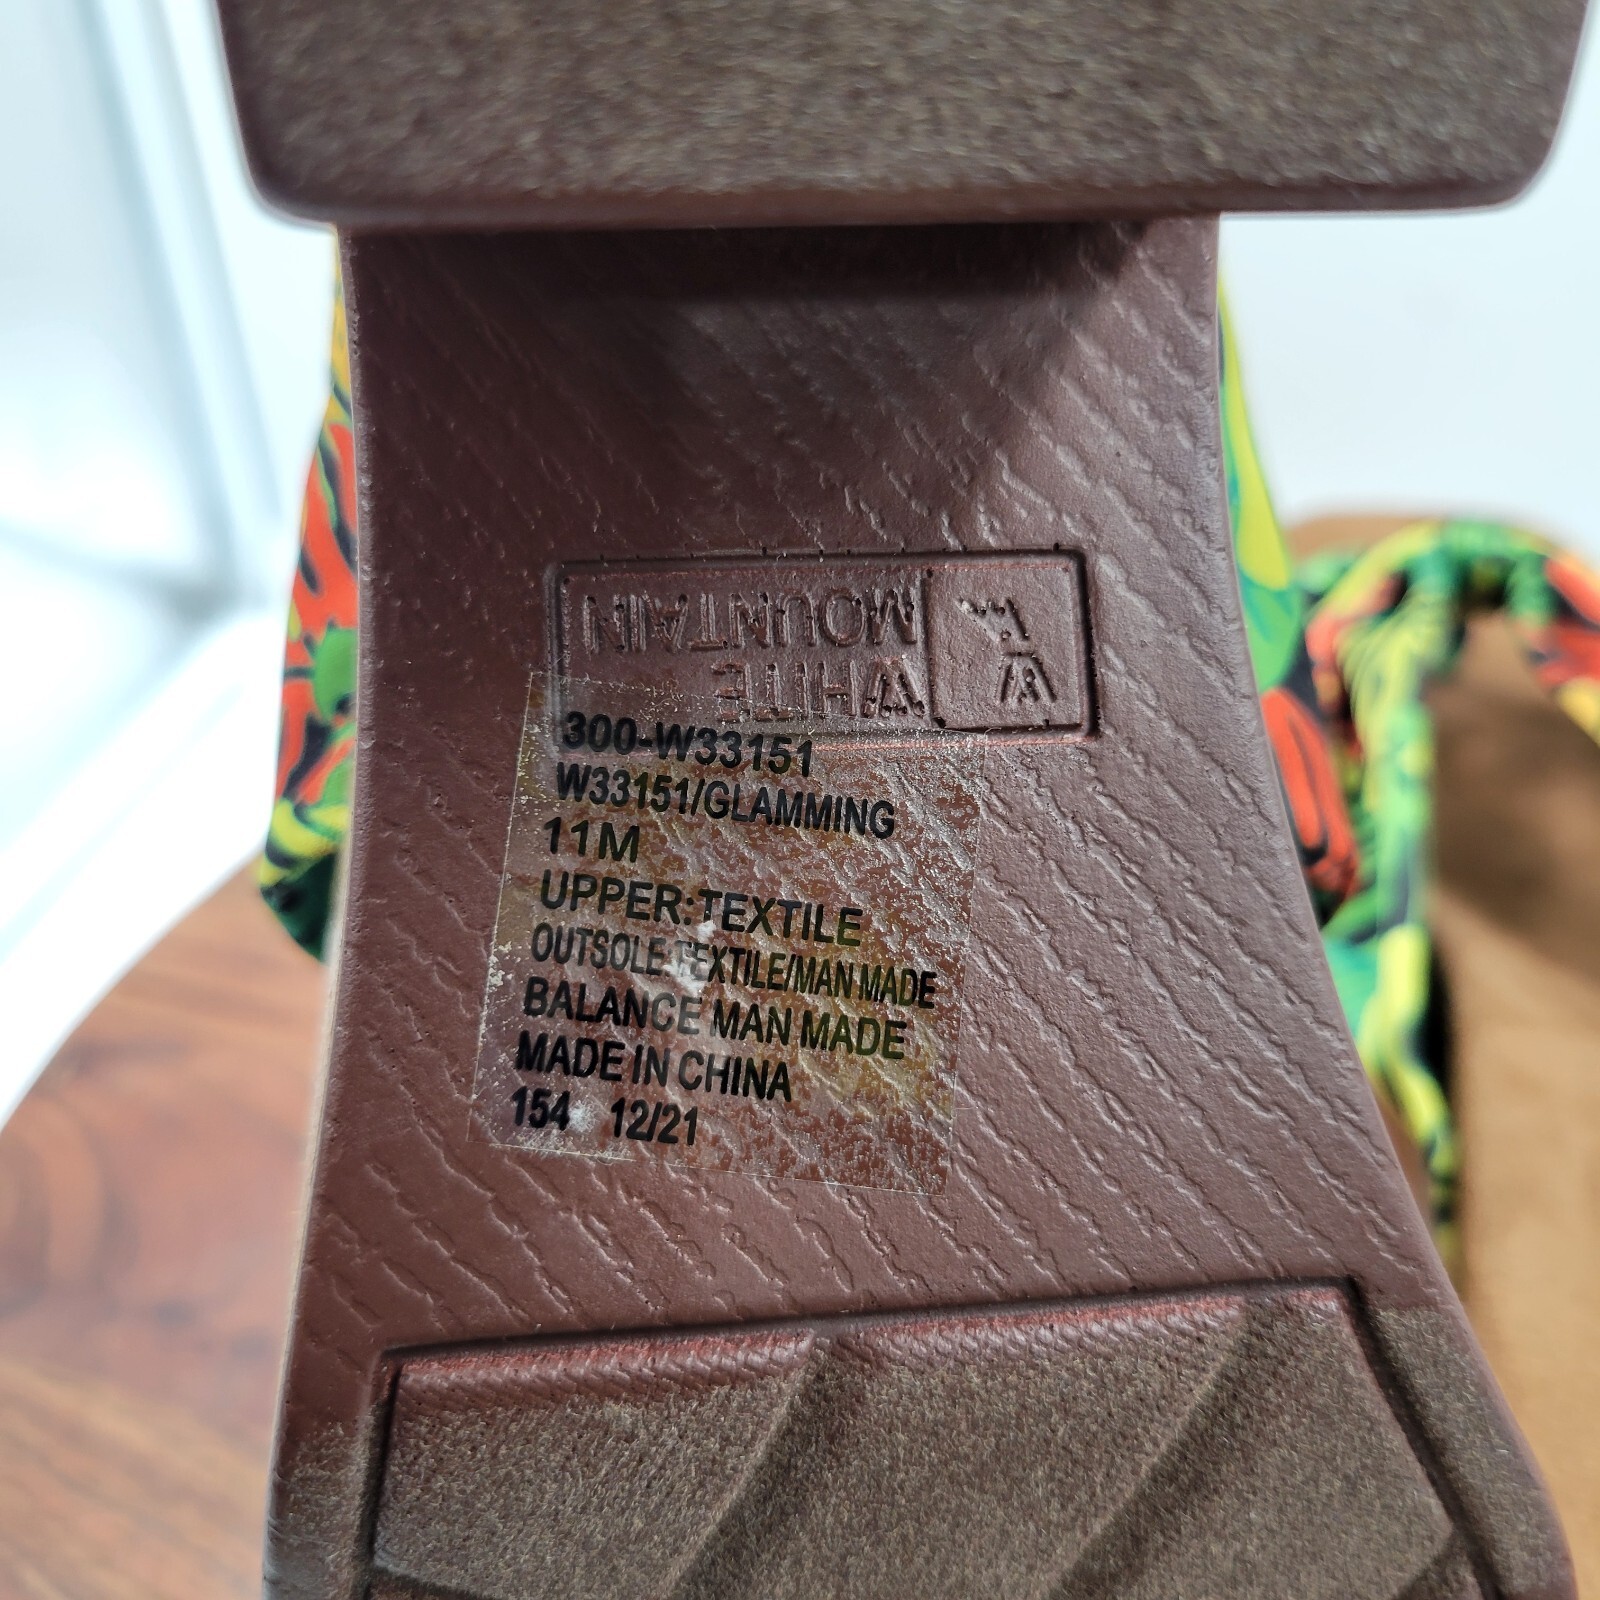 WHITE
MOUNTAIN
300-W33151
W33151/GLAMMING
11M
UPPER:TEXTILE
OUTSOLE:TEXTILE/MAN MADE
BALANCE MAN MADE
MADE IN CHINA
154 12/21